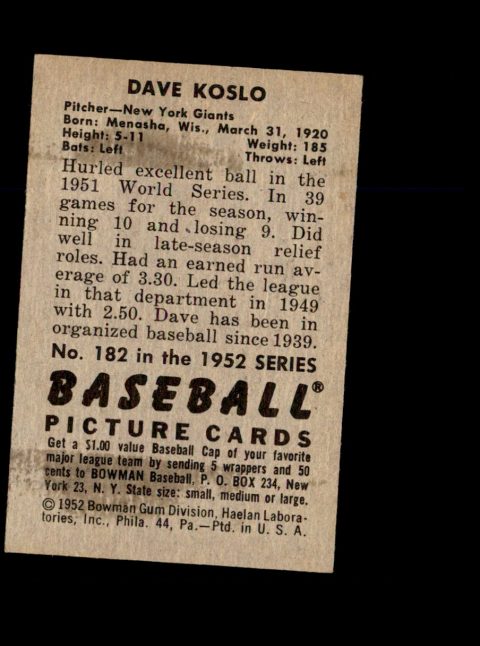 DAVE KOSLO
Pitcher—New York Giants
Born: Menasha, Wis., March 31, 1920
Height: 5-11 Weight: 185
Bats: Left Throws: Left
Hurled excellent ball in the
1951 World Series. In 39
games for the season, win-
ning 10 and losing 9. Did
well in late-season relief
roles. Had an earned run av-
erage of 3.30. Led the league
in that department in 1949
with 2.50. Dave has been in
organized baseball since 1939.
No. 182 in the 1952 SERIES
BASEBALL®
PICTURE CARDS
Get a $1.00 value Baseball Cap of your favorite
major league team by sending 5 wrappers and 50
cents to BOWMAN Baseball, P. O. BOX 234, New
York 23, N. Y. State size: small, medium or large.
©1952 Bowman Gum Division, Haelan Labora-
tories, Inc., Phila. 44, Pa.—Ptd. in U. S. A.